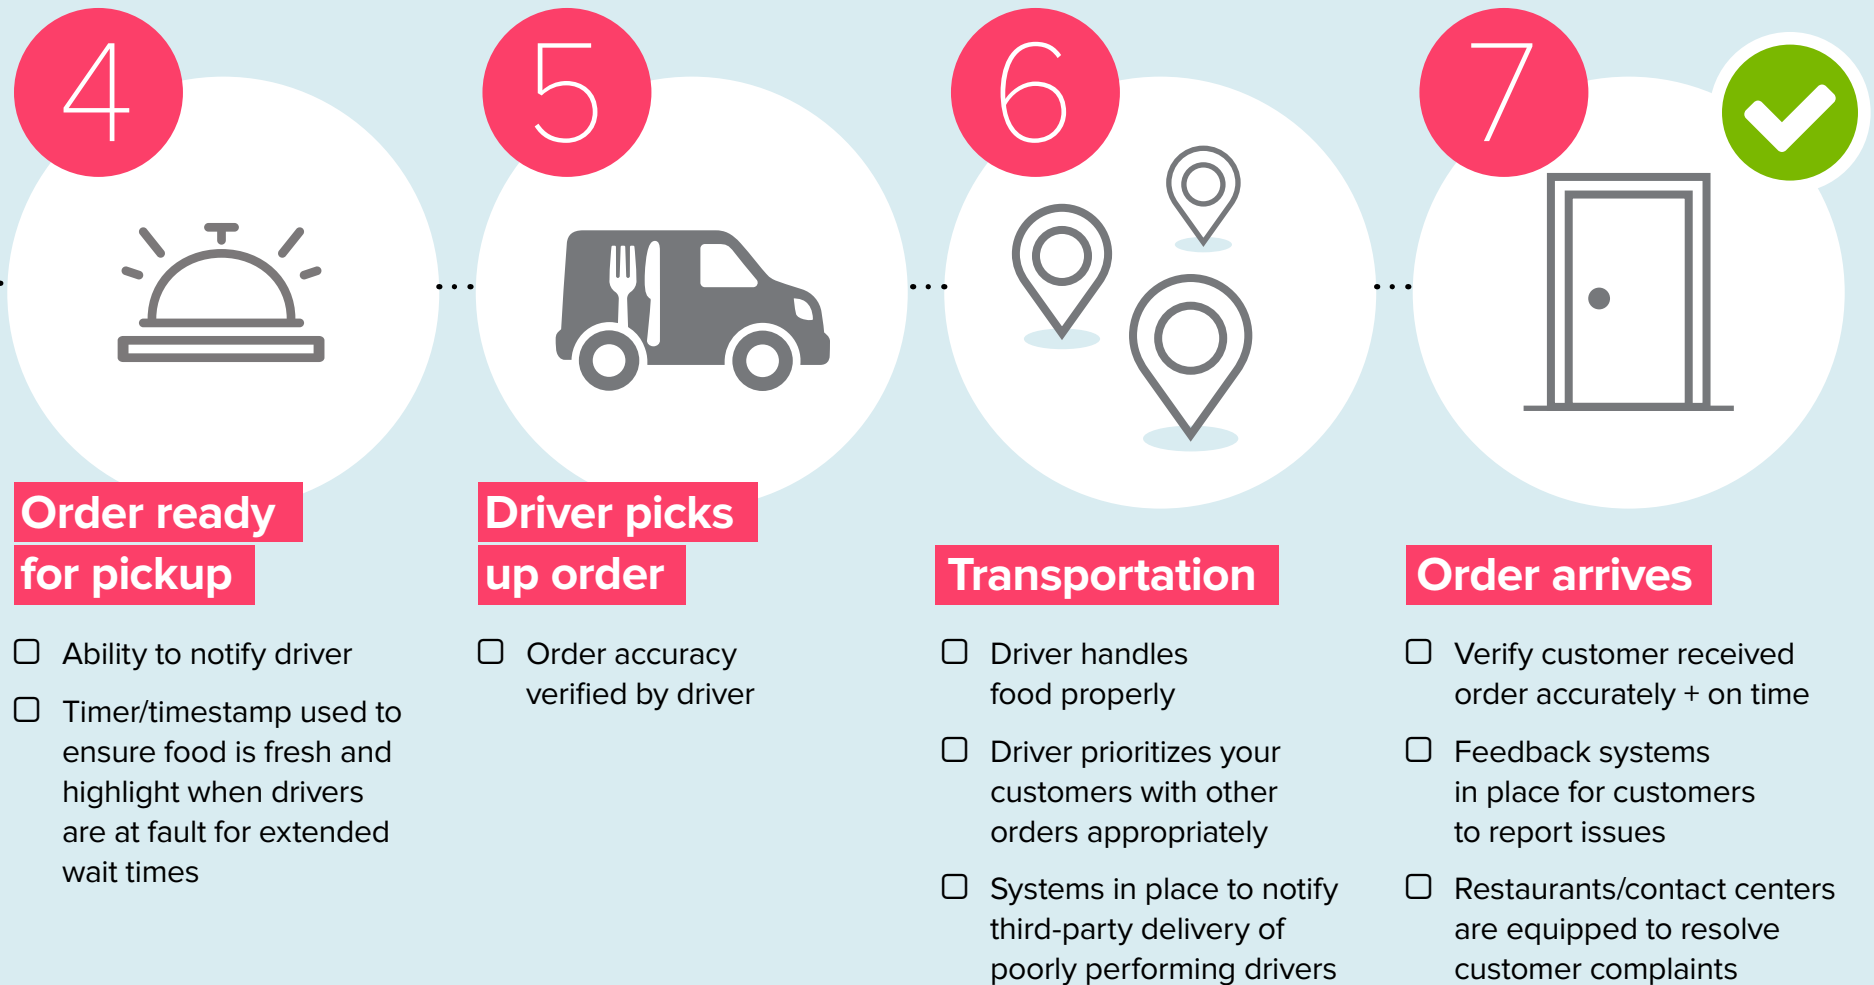 4
Order ready
for pickup
Ability to notify driver
Timer/timestamp used to
ensure food is fresh and
highlight when drivers
are at fault for extended
wait times
5
Driver picks
up order
Order accuracy
verified by driver
6
Transportation
Driver handles
food properly
Driver prioritizes your
customers with other
orders appropriately
Systems in place to notify
third-party delivery of
poorly performing drivers
7
Order arrives
Verify customer received
order accurately + on time
Feedback systems
in place for customers
to report issues
Restaurants/contact centers
are equipped to resolve
customer complaints